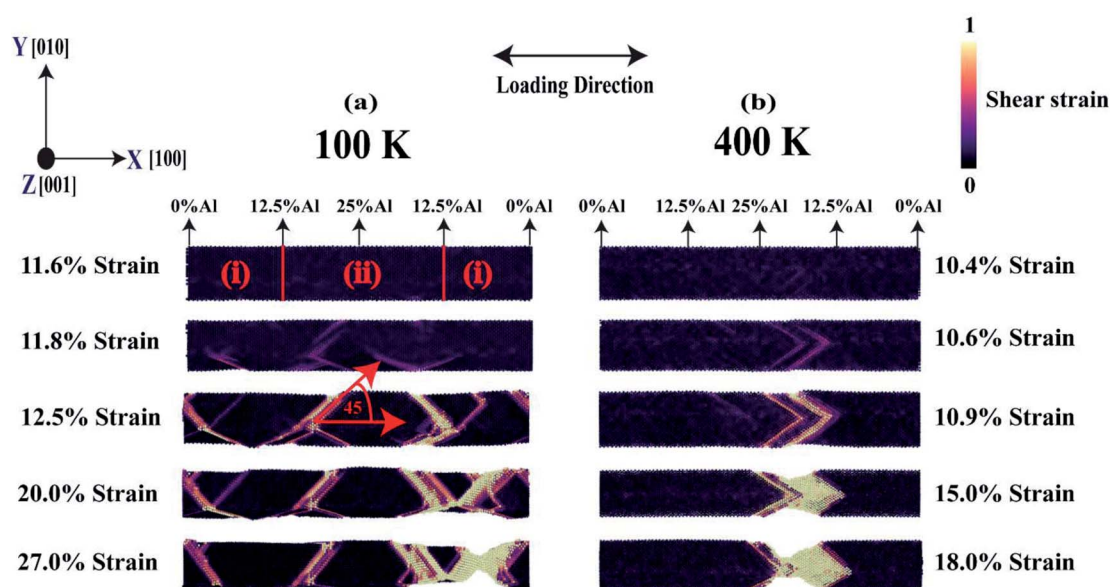 1
Y [010]
Loading Direction
Shear strain
(a)
(b)
100 K
400 K
X [100]
Z[001]
0
0%Al 12.5%Al 25%Al 12.5%Al 0%Al
0%Al 12.5%Al 25%Al 12.5%Al 0%Al
11.6% Strain
(i) (ii) (i)
10.4% Strain
11.8% Strain
10.6% Strain
12.5% Strain
45
10.9% Strain
20.0% Strain
15.0% Strain
27.0% Strain
18.0% Strain